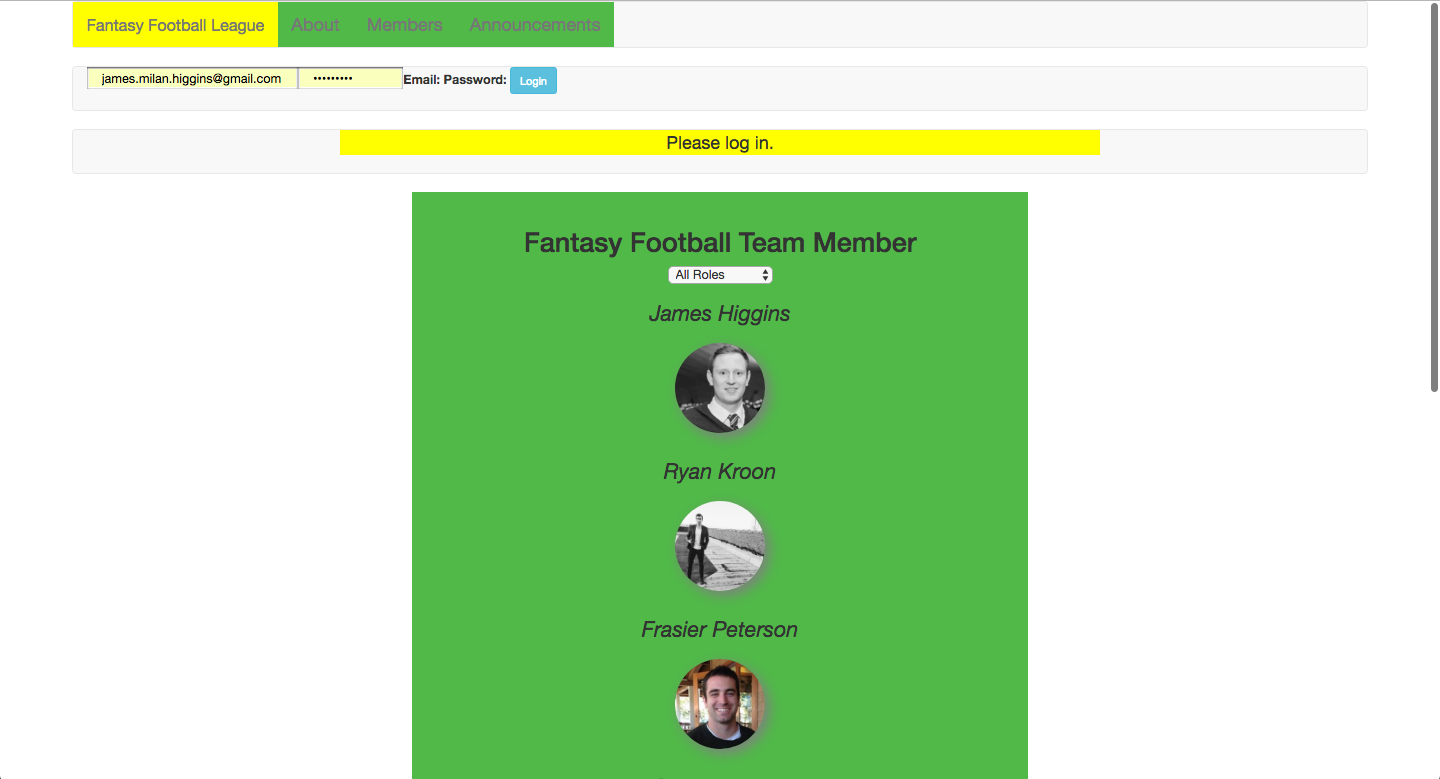 Fantasy Football League About Members Announcements
james.milan.higgins@gmail.com ••••••••• Email: Password: Login
Please log in.
Fantasy Football Team Member
All Roles
James Higgins
Ryan Kroon
Frasier Peterson